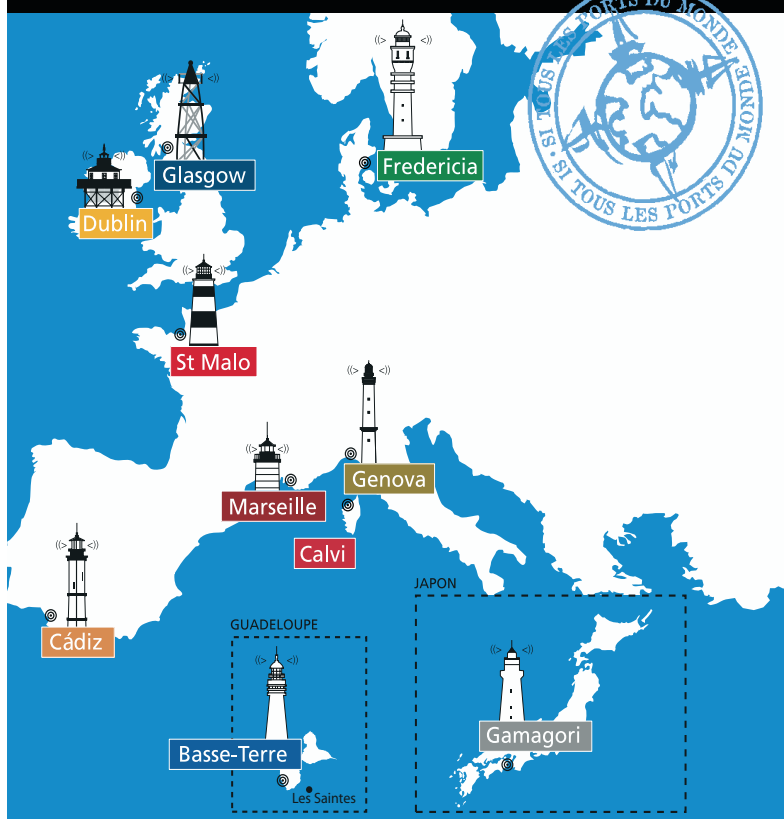 SI TOUS LES PORTS DU MONDE
SI TOUS LES PORTS DU MONDE
Glasgow
Fredericia
Dublin
St Malo
Genova
Marseille
Calvi
Cádiz
JAPON
GUADELOUPE
Gamagori
Basse-Terre
Les Saintes